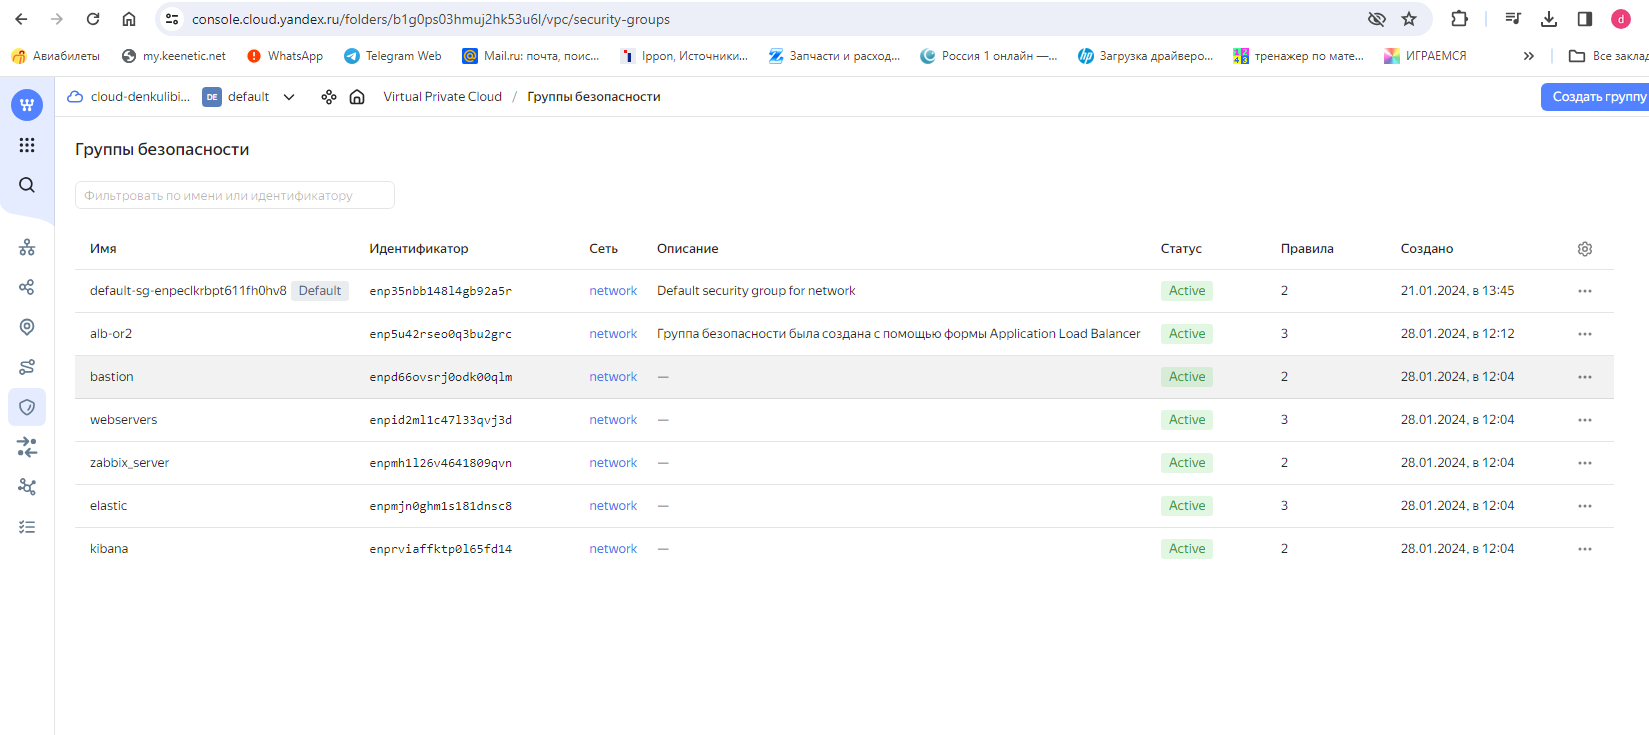 console.cloud.yandex.ru/folders/b1g0ps03hmuj2hk53u6l/vpc/security-groups
d
Авиабилеты my.keenetic.net WhatsApp Telegram Web Mail.ru: почта, поис... Ippon, Источники... Запчасти и расход... Россия 1 онлайн —... Загрузка драйверо... тренажер по мате... ИГРАЕМСЯ » Все заклад
cloud-denkulibi... DE default Virtual Private Cloud / Группы безопасности Создать группу
Группы безопасности
Фильтровать по имени или идентификатору
Имя Идентификатор Сеть Описание Статус Правила Создано
default-sg-enpeclkrbpt611fh0hv8 Default enp35nbb148l4gb92a5r network Default security group for network Active 2 21.01.2024, в 13:45
alb-or2 enp5u42rseo0q3bu2grc network Группа безопасности была создана с помощью формы Application Load Balancer Active 3 28.01.2024, в 12:12
bastion enpd66ovsrj0odk00qlm network — Active 2 28.01.2024, в 12:04
webservers enpid2ml1c47l33qvj3d network — Active 3 28.01.2024, в 12:04
zabbix_server enpmh1l26v4641809qvn network — Active 2 28.01.2024, в 12:04
elastic enpmjn0ghm1s181dnsc8 network — Active 3 28.01.2024, в 12:04
kibana enprviaffktp0l65fd14 network — Active 2 28.01.2024, в 12:04